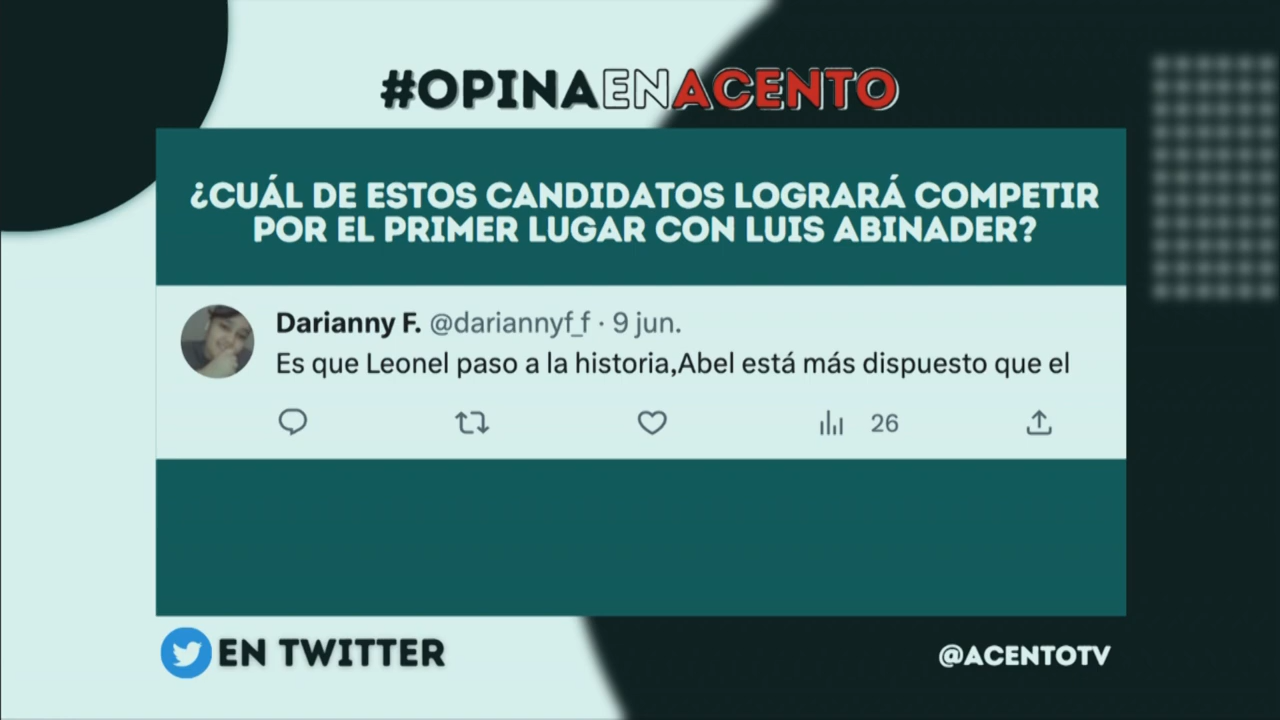 #OPINAENACENTO
¿CUÁL DE ESTOS CANDIDATOS LOGRARÁ COMPETIR
POR EL PRIMER LUGAR CON LUIS ABINADER?
Darianny F. @dariannyf_f · 9 jun.
Es que Leonel paso a la historia,Abel está más dispuesto que el
26
EN TWITTER
@ACENTOTV